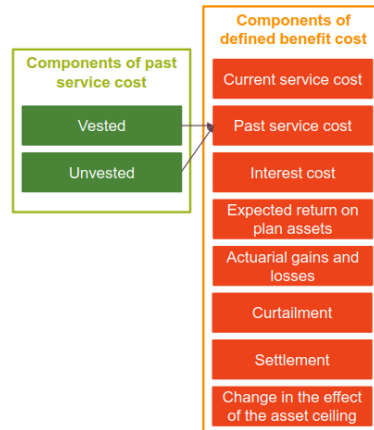 Components of past
service cost
Vested
Unvested
Components of
defined benefit cost
Current service cost
Past service cost
Interest cost
Expected return on
plan assets
Actuarial gains and
losses
Curtailment
Settlement
Change in the effect
of the asset ceiling